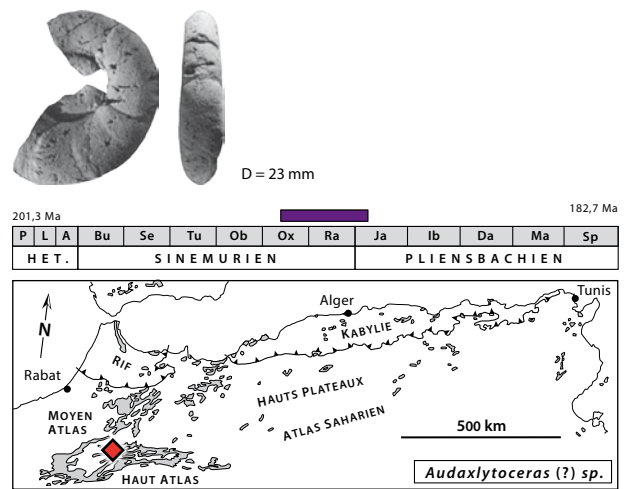 D = 23 mm
201,3 Ma
182,7 Ma
P L A Bu Se Tu Ob Ox Ra Ja Ib Da Ma Sp
HET. SINEMURIEN PLIENSBACHIEN
Tunis
Alger
N
KABYLIE
RIF
Rabat
HAUTS PLATEAUX
MOYEN
ATLAS
ATLAS SAHARIEN
500 km
HAUT ATLAS
Audaxlytoceras (?) sp.